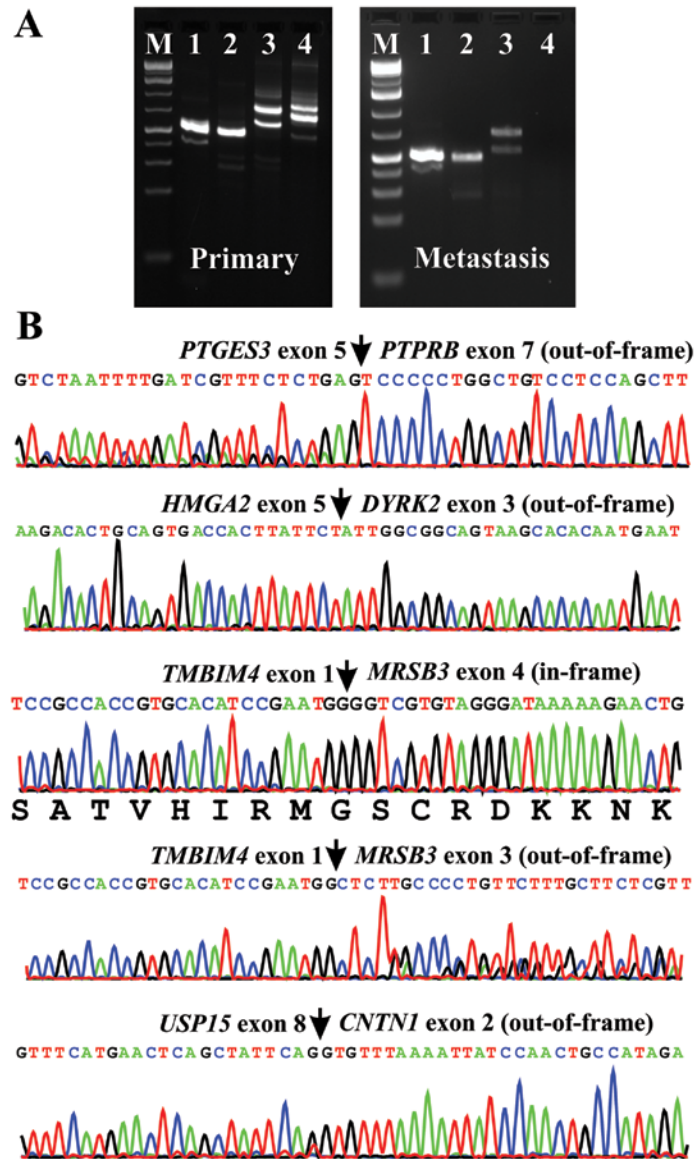 A
M 1 2 3 4
Primary
M 1 2 3 4
Metastasis
B
PTGES3 exon 5 PTPRB exon 7 (out-of-frame)
GTCTAATTTTGATCGTTTCTCTGAGTCCCCCTGGCTGTCCTCCAGCTT
HMGA2 exon 5 DYRK2 exon 3 (out-of-frame)
AAGACACTGCAGTGACCACTTATTCTATTGGCGGCAGTAAGCACACAATGAAT
TMBIM4 exon 1 MRSB3 exon 4 (in-frame)
TCCGCCACCGTGCACATCCGAATGGGGTCGTGTAGGGATAAAAAGAACTG
S A T V H I R M G S C R D K K N K
TMBIM4 exon 1 MRSB3 exon 3 (out-of-frame)
TCCGCCACCGTGCACATCCGAATGGCTCTTGCCCCTGTTCTTTGCTTCTCGTT
USP15 exon 8 CNTN1 exon 2 (out-of-frame)
GTTTCATGAACTCAGCTATTCAGGTGTTTAAAATTATCCAACTGCCATAGA